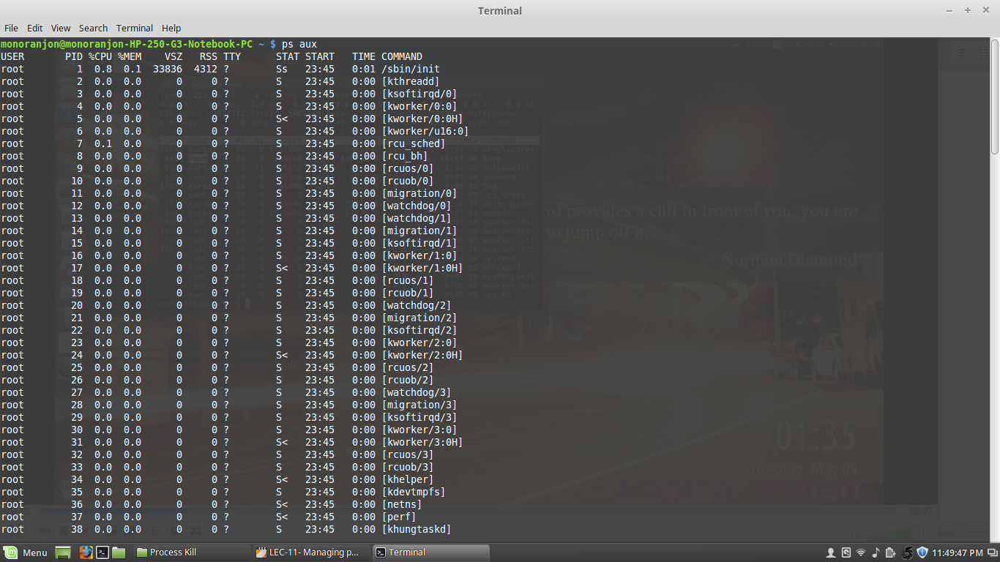 Terminal
File Edit View Search Terminal Help
monoranjon@monoranjon-HP-250-G3-Notebook-PC ~ $ ps aux
USER PID %CPU %MEM VSZ RSS TTY STAT START TIME COMMAND
root 1 0.8 0.1 33836 4312 ? Ss 23:45 0:01 /sbin/init
root 2 0.0 0.0 0 0 ? S 23:45 0:00 [kthreadd]
root 3 0.0 0.0 0 0 ? S 23:45 0:00 [ksoftirqd/0]
root 4 0.0 0.0 0 0 ? S 23:45 0:00 [kworker/0:0]
root 5 0.0 0.0 0 0 ? S< 23:45 0:00 [kworker/0:0H]
root 6 0.0 0.0 0 0 ? S 23:45 0:00 [kworker/u16:0]
root 7 0.1 0.0 0 0 ? S 23:45 0:00 [rcu_sched]
root 8 0.0 0.0 0 0 ? S 23:45 0:00 [rcu_bh]
root 9 0.0 0.0 0 0 ? S 23:45 0:00 [rcuos/0]
root 10 0.0 0.0 0 0 ? S 23:45 0:00 [rcuob/0]
root 11 0.0 0.0 0 0 ? S 23:45 0:00 [migration/0]
root 12 0.0 0.0 0 0 ? S 23:45 0:00 [watchdog/0]
root 13 0.0 0.0 0 0 ? S 23:45 0:00 [watchdog/1]
root 14 0.0 0.0 0 0 ? S 23:45 0:00 [migration/1]
root 15 0.0 0.0 0 0 ? S 23:45 0:00 [ksoftirqd/1]
root 16 0.0 0.0 0 0 ? S 23:45 0:00 [kworker/1:0]
root 17 0.0 0.0 0 0 ? S< 23:45 0:00 [kworker/1:0H]
root 18 0.0 0.0 0 0 ? S 23:45 0:00 [rcuos/1]
root 19 0.0 0.0 0 0 ? S 23:45 0:00 [rcuob/1]
root 20 0.0 0.0 0 0 ? S 23:45 0:00 [watchdog/2]
root 21 0.0 0.0 0 0 ? S 23:45 0:00 [migration/2]
root 22 0.0 0.0 0 0 ? S 23:45 0:00 [ksoftirqd/2]
root 23 0.0 0.0 0 0 ? S 23:45 0:00 [kworker/2:0]
root 24 0.0 0.0 0 0 ? S< 23:45 0:00 [kworker/2:0H]
root 25 0.0 0.0 0 0 ? S 23:45 0:00 [rcuos/2]
root 26 0.0 0.0 0 0 ? S 23:45 0:00 [rcuob/2]
root 27 0.0 0.0 0 0 ? S 23:45 0:00 [watchdog/3]
root 28 0.0 0.0 0 0 ? S 23:45 0:00 [migration/3]
root 29 0.0 0.0 0 0 ? S 23:45 0:00 [ksoftirqd/3]
root 30 0.0 0.0 0 0 ? S 23:45 0:00 [kworker/3:0]
root 31 0.0 0.0 0 0 ? S< 23:45 0:00 [kworker/3:0H]
root 32 0.0 0.0 0 0 ? S 23:45 0:00 [rcuos/3]
root 33 0.0 0.0 0 0 ? S 23:45 0:00 [rcuob/3]
root 34 0.0 0.0 0 0 ? S< 23:45 0:00 [khelper]
root 35 0.0 0.0 0 0 ? S 23:45 0:00 [kdevtmpfs]
root 36 0.0 0.0 0 0 ? S< 23:45 0:00 [netns]
root 37 0.0 0.0 0 0 ? S< 23:45 0:00 [perf]
root 38 0.0 0.0 0 0 ? S 23:45 0:00 [khungtaskd]
rd provides a cliff in front of you, you are
to jump off it.
Norman Diamond
01:35
Tuesday, May 09
06:07
Menu
Process Kill
LEC-11- Managing p...
Terminal
11:49:47 PM